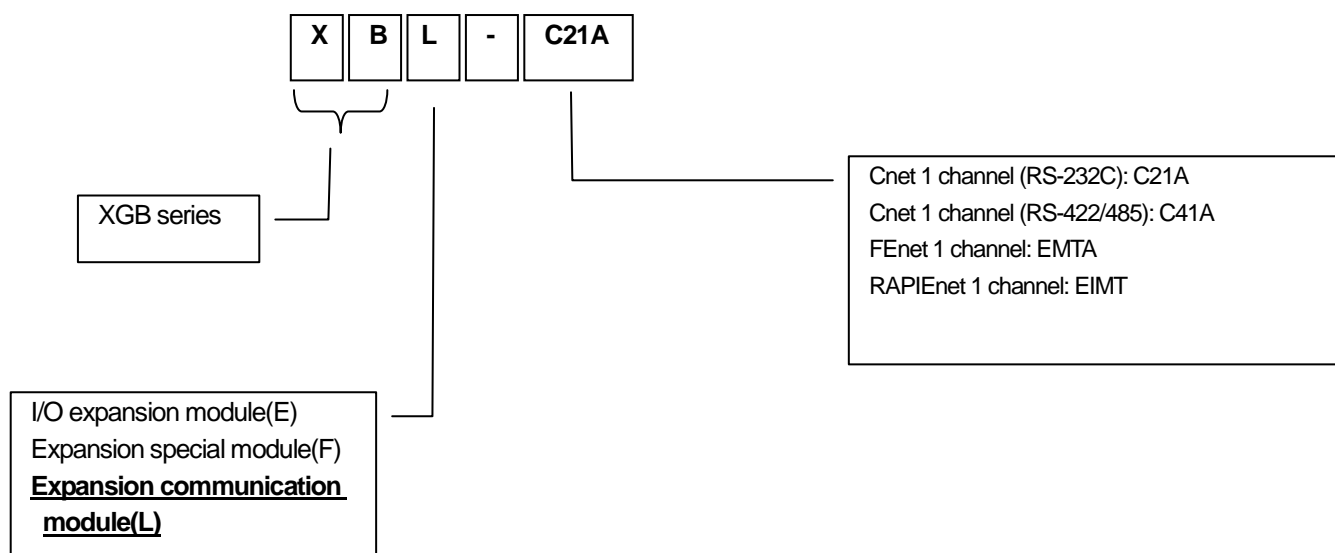 X B L - C21A
XGB series
Cnet 1 channel (RS-232C): C21A
Cnet 1 channel (RS-422/485): C41A
FEnet 1 channel: EMTA
RAPIEnet 1 channel: EIMT
I/O expansion module(E)
Expansion special module(F)
Expansion communication
module(L)